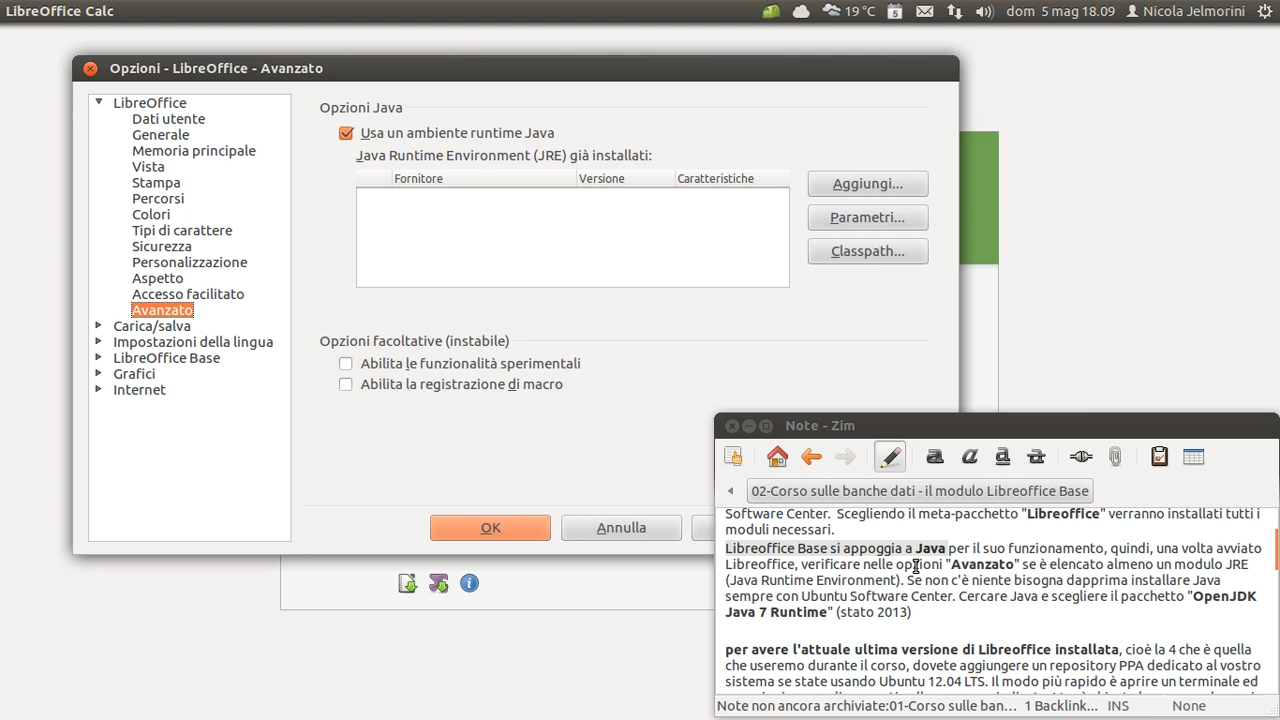 LibreOffice Calc
19 °C
5
dom 5 mag 18.09
Nicola Jelmorini
Opzioni - LibreOffice - Avanzato
LibreOffice
Dati utente
Generale
Memoria principale
Vista
Stampa
Percorsi
Colori
Tipi di carattere
Sicurezza
Personalizzazione
Aspetto
Accesso facilitato
Avanzato
Carica/salva
Impostazioni della lingua
LibreOffice Base
Grafici
Internet
Opzioni Java
Usa un ambiente runtime Java
Java Runtime Environment (JRE) già installati:
Fornitore Versione Caratteristiche
Aggiungi...
Parametri...
Classpath...
Opzioni facoltative (instabile)
Abilita le funzionalità sperimentali
Abilita la registrazione di macro
OK
Annulla
Note - Zim
a a a a
02-Corso sulle banche dati - il modulo Libreoffice Base
Software Center. Scegliendo il meta-pacchetto "Libreoffice" verranno installati tutti i
moduli necessari.
Libreoffice Base si appoggia a Java per il suo funzionamento, quindi, una volta avviato
Libreoffice, verificare nelle opzioni "Avanzato" se è elencato almeno un modulo JRE
(Java Runtime Environment). Se non c'è niente bisogna dapprima installare Java
sempre con Ubuntu Software Center. Cercare Java e scegliere il pacchetto "OpenJDK
Java 7 Runtime" (stato 2013)
per avere l'attuale ultima versione di Libreoffice installata, cioè la 4 che è quella
che useremo durante il corso, dovete aggiungere un repository PPA dedicato al vostro
sistema se state usando Ubuntu 12.04 LTS. Il modo più rapido è aprire un terminale ed
Note non ancora archiviate:01-Corso sulle ban... 1 Backlink... INS None